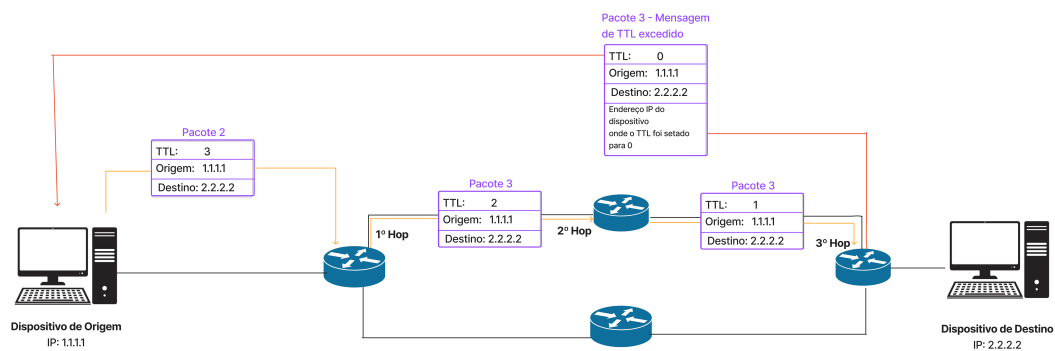 Pacote 3 - Mensagem
de TTL excedido
TTL: 0
Origem: 1.1.1.1
Destino: 2.2.2.2
Endereço IP do
dispositivo
onde o TTL foi setado
para 0
Pacote 2
TTL: 3
Origem: 1.1.1.1
Destino: 2.2.2.2
Pacote 3
TTL: 2
Origem: 1.1.1.1
Destino: 2.2.2.2
Pacote 3
TTL: 1
Origem: 1.1.1.1
Destino: 2.2.2.2
1º Hop
2º Hop
3º Hop
Dispositivo de Origem
IP: 1.1.1.1
Dispositivo de Destino
IP: 2.2.2.2